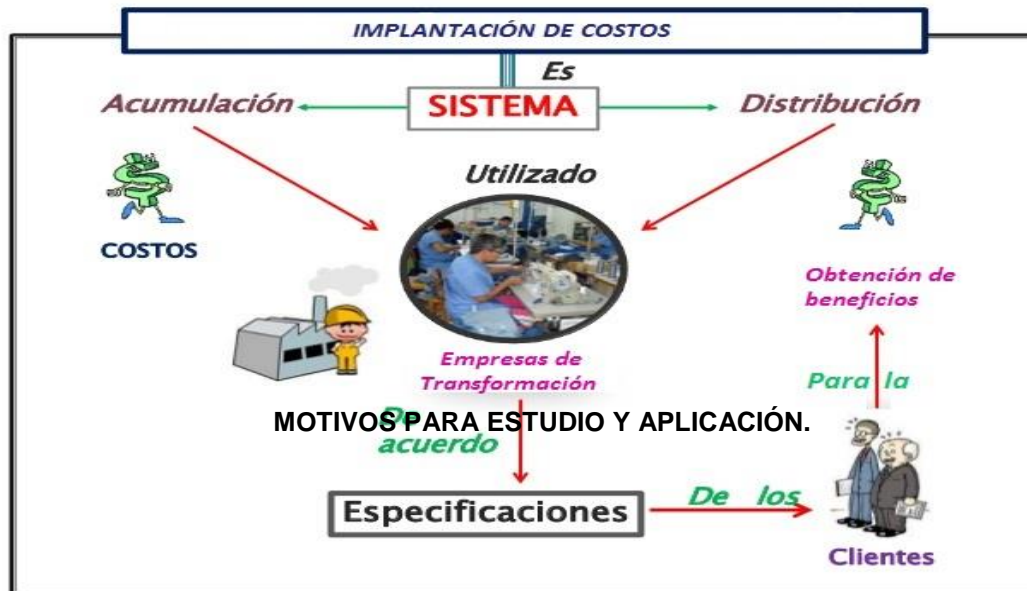 IMPLANTACIÓN DE COSTOS
Es
Acumulación
SISTEMA
Distribución
Utilizado
COSTOS
Obtención de
beneficios
Empresas de
Transformación
Para la
MOTIVOS PARA ESTUDIO Y APLICACIÓN.
De
acuerdo
Especificaciones
De los
Clientes